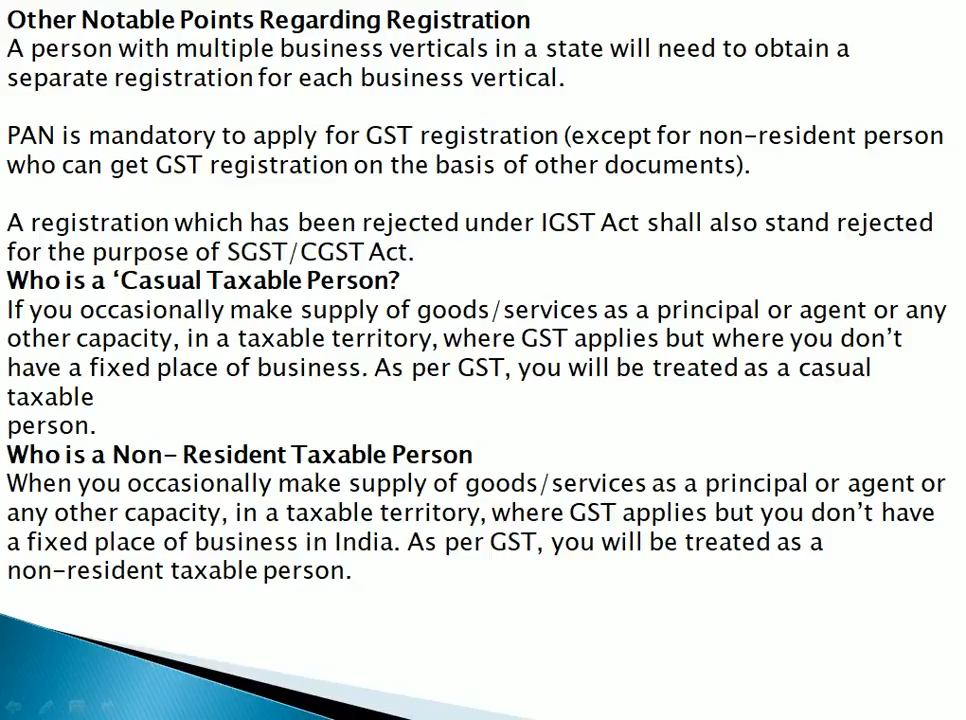 Other Notable Points Regarding Registration
A person with multiple business verticals in a state will need to obtain a
separate registration for each business vertical.
PAN is mandatory to apply for GST registration (except for non-resident person
who can get GST registration on the basis of other documents).
A registration which has been rejected under IGST Act shall also stand rejected
for the purpose of SGST/CGST Act.
Who is a ‘Casual Taxable Person?
If you occasionally make supply of goods/services as a principal or agent or any
other capacity, in a taxable territory, where GST applies but where you don’t
have a fixed place of business. As per GST, you will be treated as a casual
taxable
person.
Who is a Non- Resident Taxable Person
When you occasionally make supply of goods/services as a principal or agent or
any other capacity, in a taxable territory, where GST applies but you don’t have
a fixed place of business in India. As per GST, you will be treated as a
non-resident taxable person.